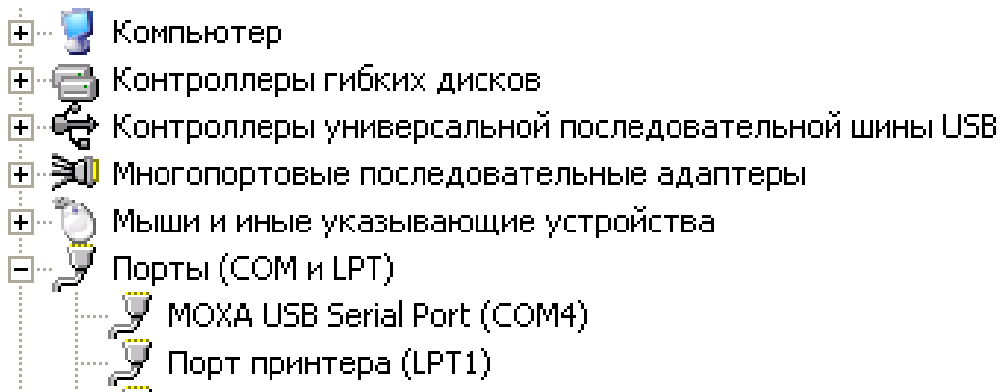 Компьютер
Контроллеры гибких дисков
Контроллеры универсальной последовательной шины USB
Многопортовые последовательные адаптеры
Мыши и иные указывающие устройства
Порты (COM и LPT)
MOXA USB Serial Port (COM4)
Порт принтера (LPT1)